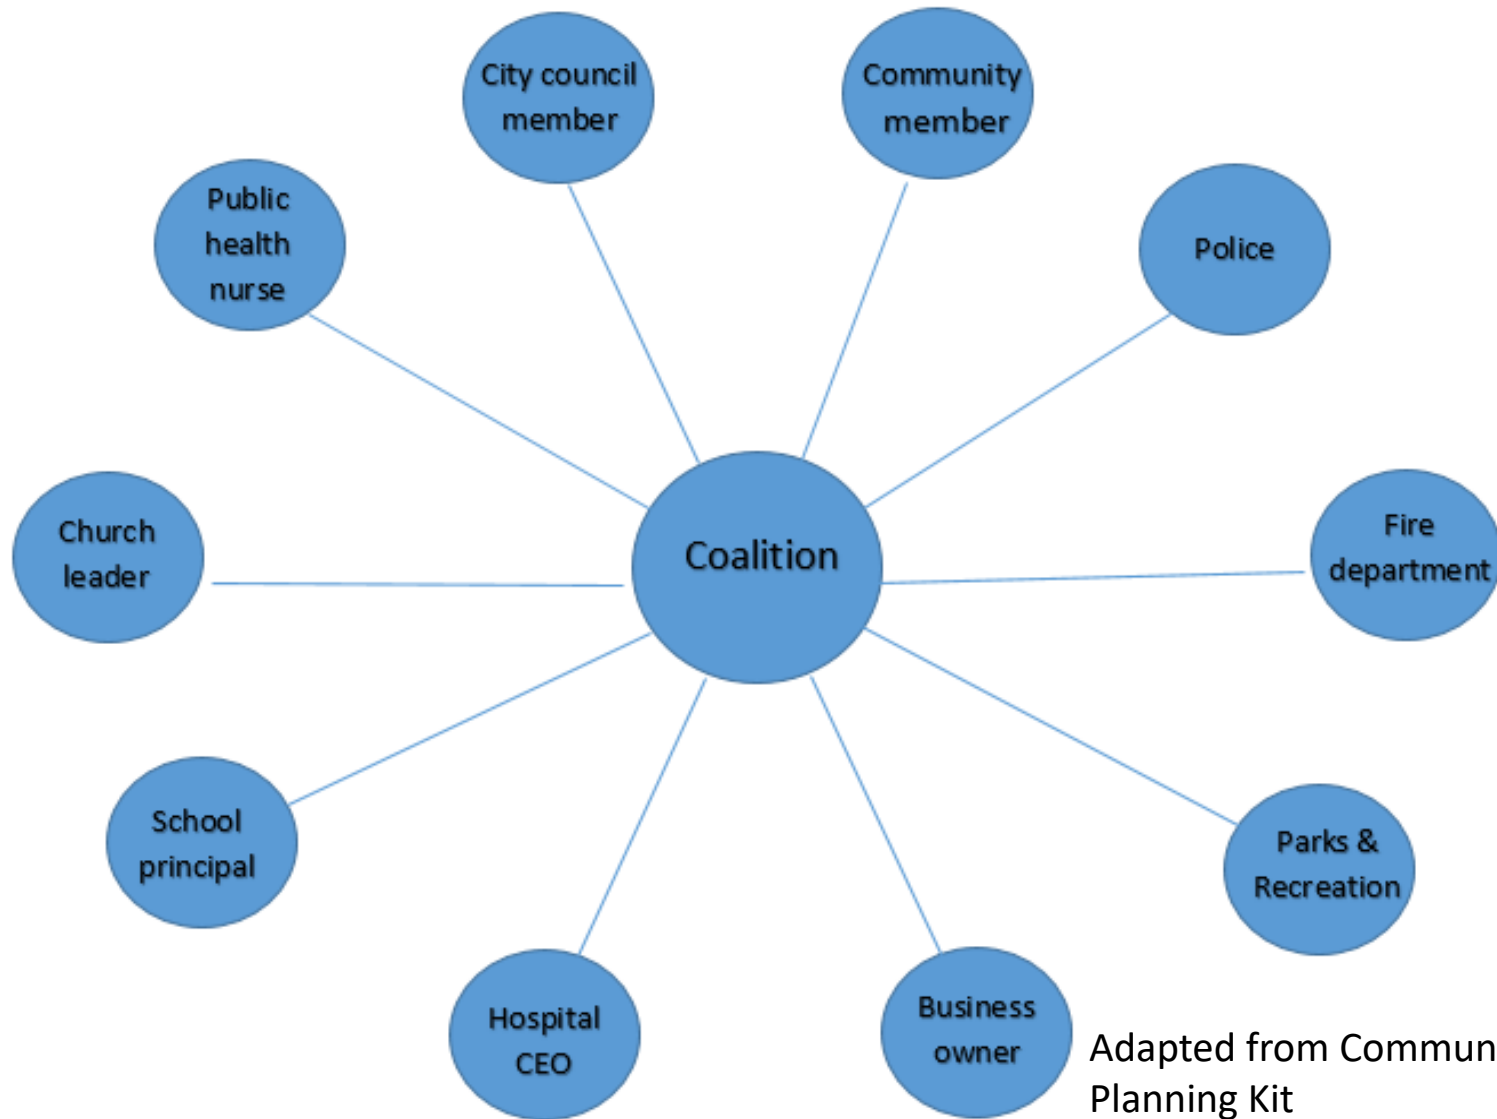 City council
member
Community
member
Public
health
nurse
Police
Church
leader
Coalition
Fire
department
School
principal
Parks &
Recreation
Hospital
CEO
Business
owner
Adapted from Commun
Planning Kit